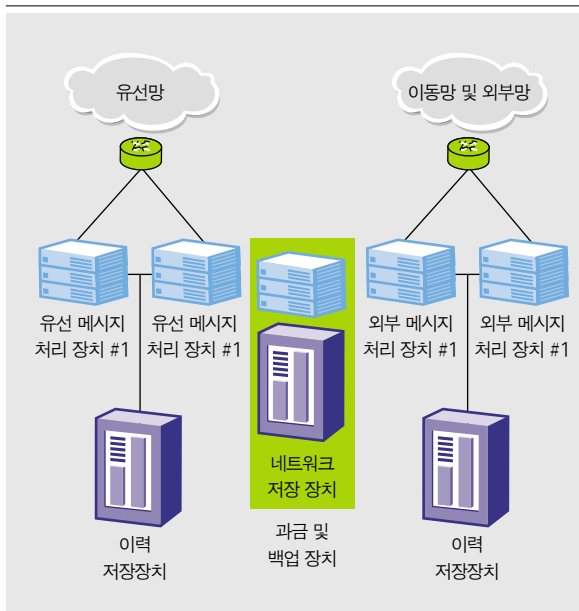 유선망
이동망 및 외부망
유선 메시지
처리 장치 #1
유선 메시지
처리 장치 #1
외부 메시지
처리 장치 #1
외부 메시지
처리 장치 #1
네트워크
저장 장치
과금 및
백업 장치
이력
저장장치
이력
저장장치